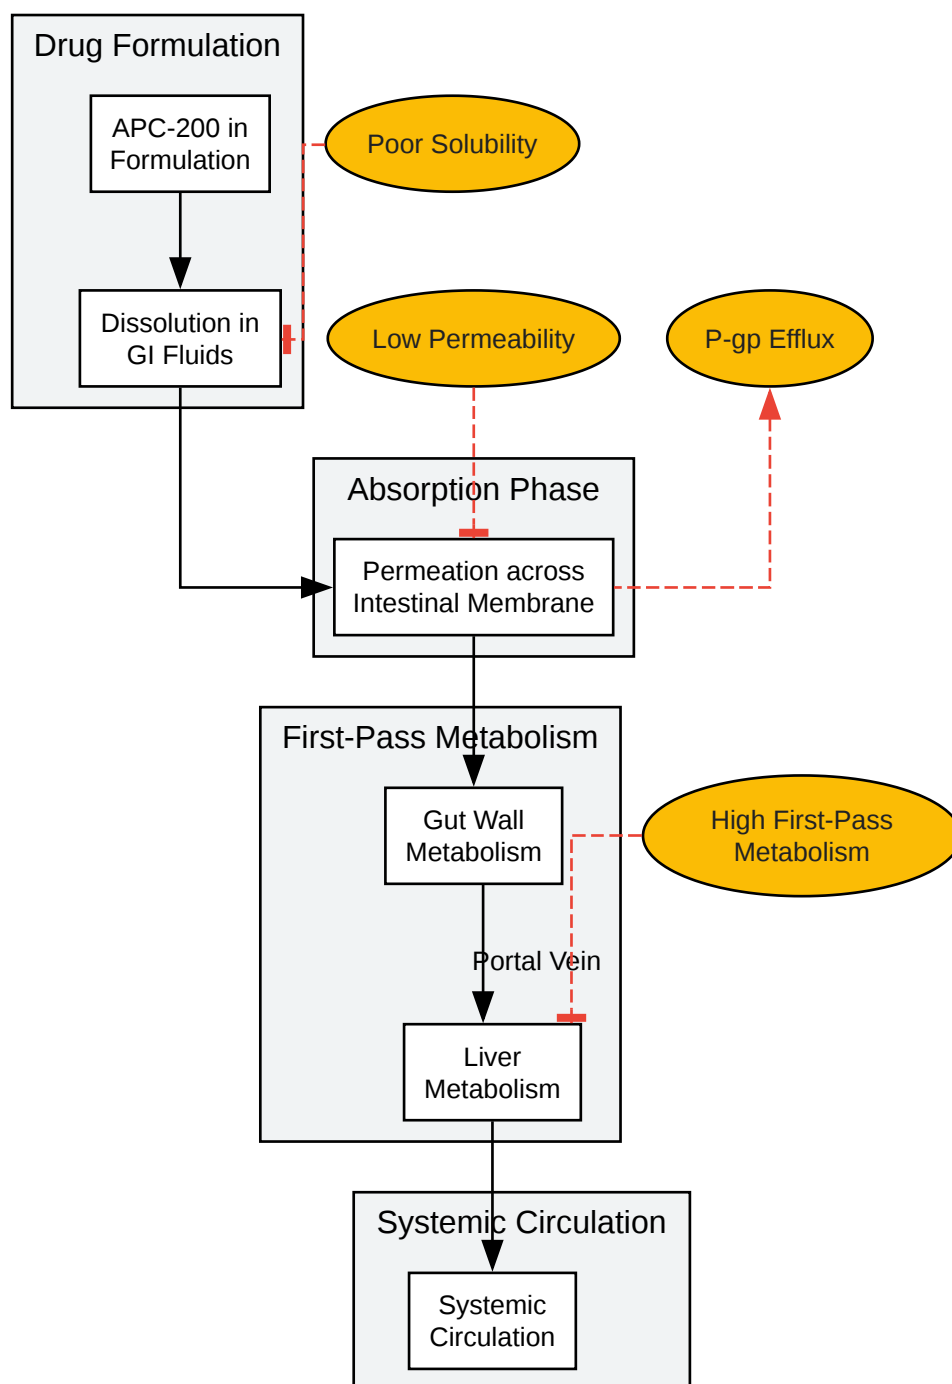 Drug Formulation
APC-200 in
Formulation
Poor Solubility
Dissolution in
GI Fluids
Low Permeability
P-gp Efflux
Absorption Phase
Permeation across
Intestinal Membrane
First-Pass Metabolism
Gut Wall
Metabolism
High First-Pass
Metabolism
Portal Vein
Liver
Metabolism
Systemic Circulation
Systemic
Circulation